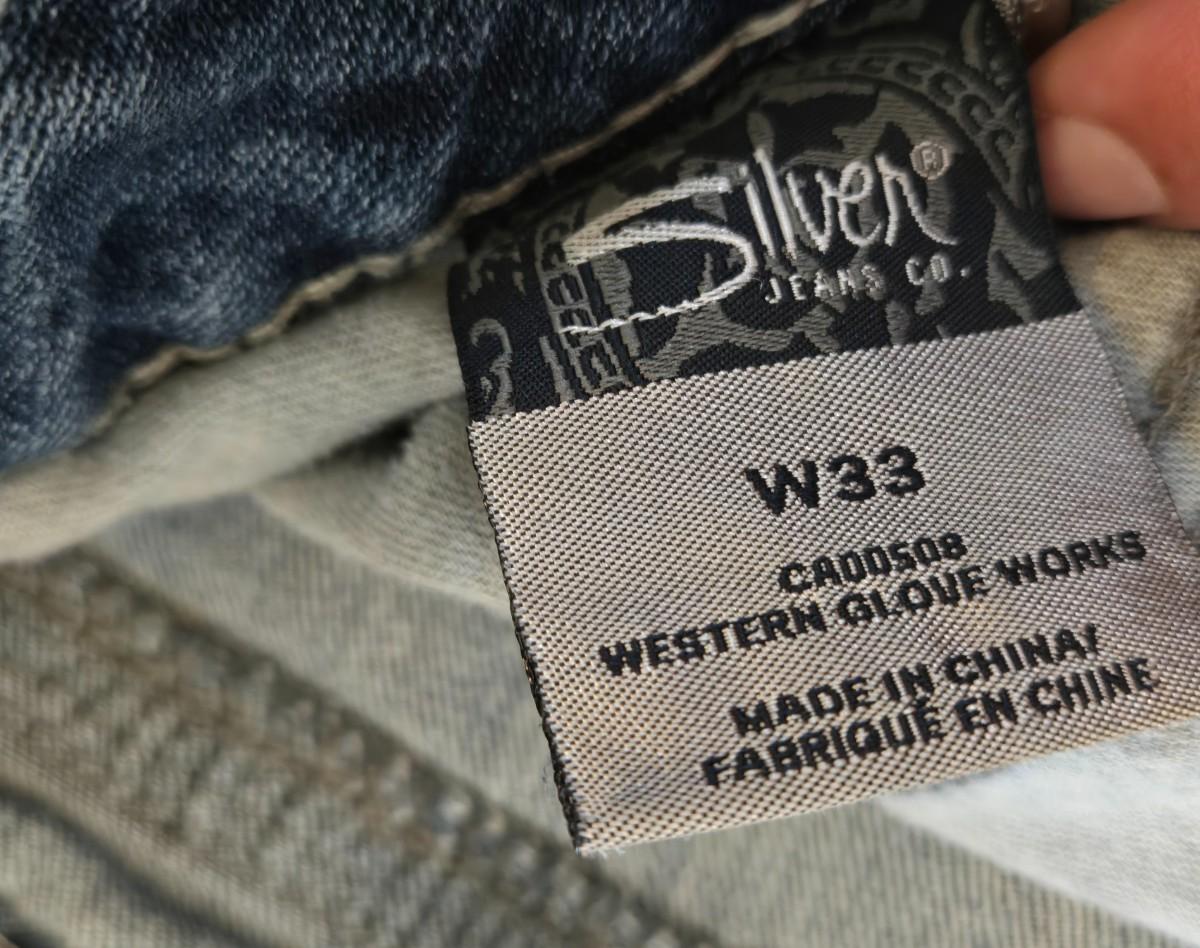 Silver®
JEANS CO.
W33
CA00508
WESTERN GLOVE WORKS
MADE IN CHINA/
FABRIQUÉ EN CHINE